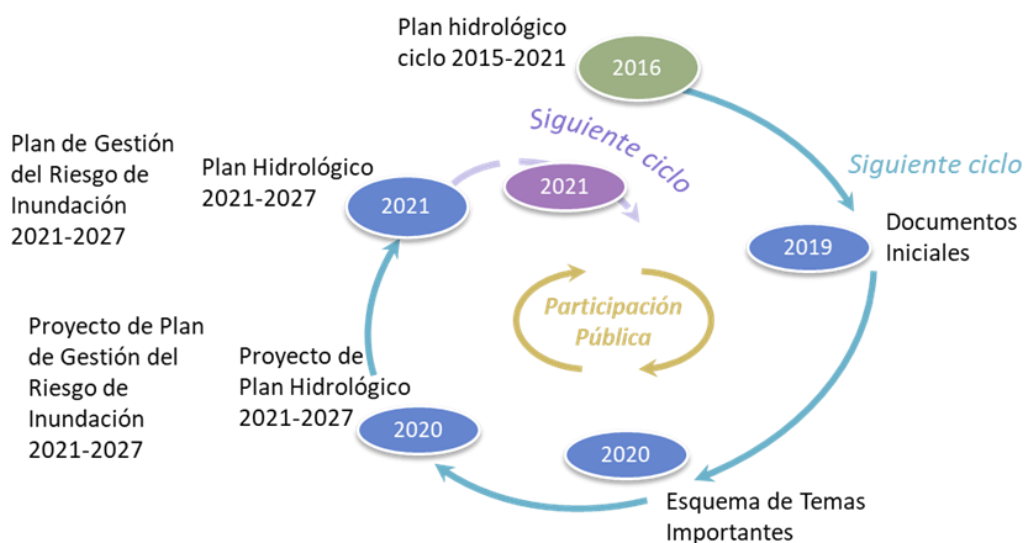 Plan hidrológico
ciclo 2015-2021
2016
Siguiente ciclo
Documentos
Iniciales
2019
Esquema de Temas
Importantes
2020
Proyecto de
Plan Hidrológico
2021-2027
2020
Proyecto de Plan
de Gestión del
Riesgo de
Inundación
2021-2027
Plan Hidrológico
2021-2027
2021
Plan de Gestión
del Riesgo de
Inundación
2021-2027
Siguiente ciclo
2021
Participación
Pública